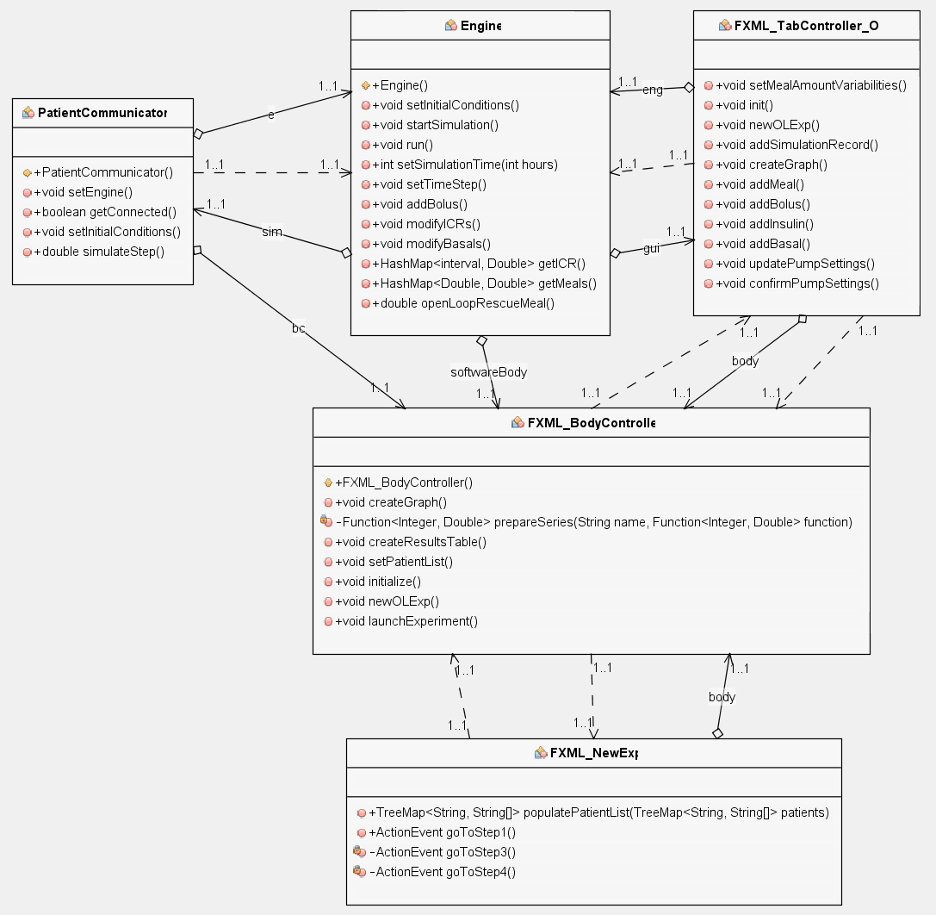 Engine
+Engine()
+void setInitialConditions()
+void startSimulation()
+void run()
+int setSimulationTime(int hours)
+void setTimeStep()
+void addBolus()
+void modifyICRs()
+void modifyBasals()
+HashMap<interval, Double> getICR()
+HashMap<Double, Double> getMeals()
+double openLoopRescueMeal()
FXML_TabController_O
+void setMealAmountVariabilities()
+void init()
+void newOLExp()
+void addSimulationRecord()
+void createGraph()
+void addMeal()
+void addBolus()
+void addInsulin()
+void addBasal()
+void updatePumpSettings()
+void confirmPumpSettings()
PatientCommunicator
+PatientCommunicator()
+void setEngine()
+boolean getConnected()
+void setInitialConditions()
+double simulateStep()
1..1
e
1..1
1..1
1..1
sim
1..1
eng
1..1
1..1
1..1
gui
bc
1..1
softwareBody
1..1
1..1
1..1
body
1..1
1..1
1..1
FXML_BodyControlle
+FXML_BodyController()
+void createGraph()
-Function<Integer, Double> prepareSeries(String name, Function<Integer, Double> function)
+void createResultsTable()
+void setPatientList()
+void initialize()
+void newOLExp()
+void launchExperiment()
1..1
1..1
1..1
1..1
1..1
body
FXML_NewExp
+TreeMap<String, String[]> populatePatientList(TreeMap<String, String[]> patients)
+ActionEvent goToStep1()
-ActionEvent goToStep3()
-ActionEvent goToStep4()